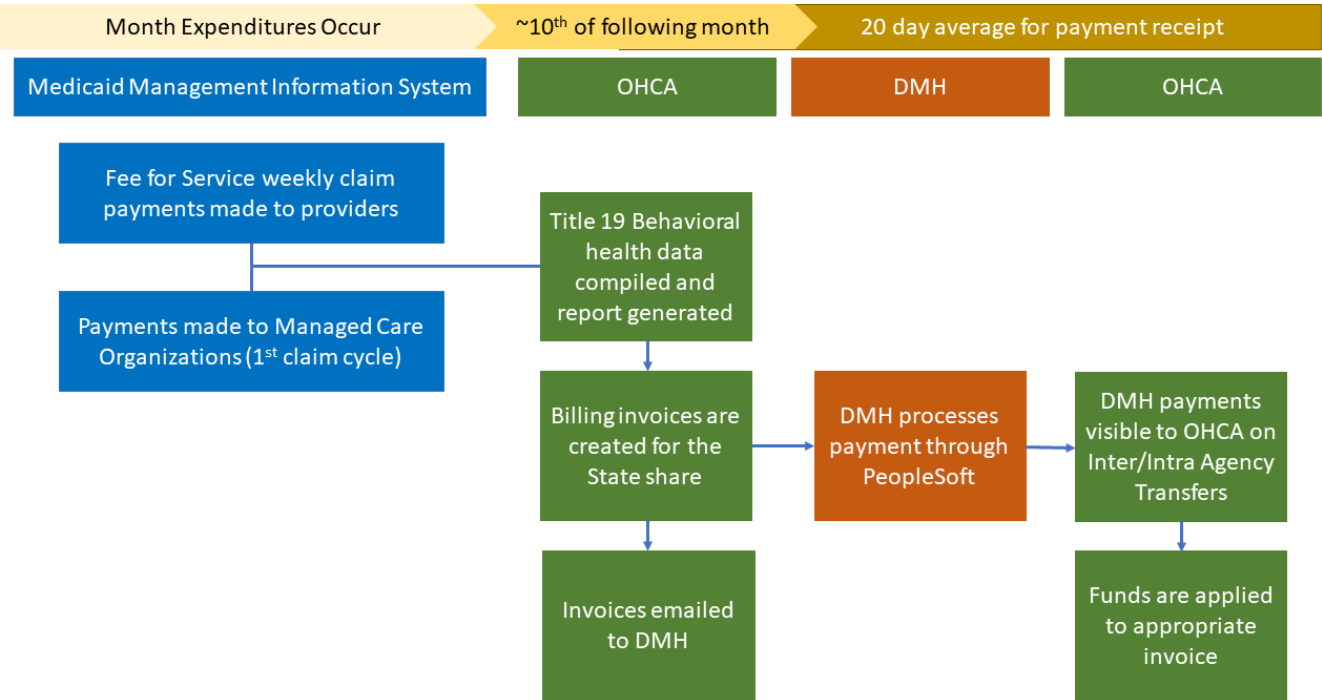 Month Expenditures Occur
~10th of following month
20 day average for payment receipt
Medicaid Management Information System
OHCA
DMH
OHCA
Fee for Service weekly claim
payments made to providers
Payments made to Managed Care
Organizations (1st claim cycle)
Title 19 Behavioral
health data
compiled and
report generated
Billing invoices are
created for the
State share
Invoices emailed
to DMH
DMH processes
payment through
PeopleSoft
DMH payments
visible to OHCA on
Inter/Intra Agency
Transfers
Funds are applied
to appropriate
invoice